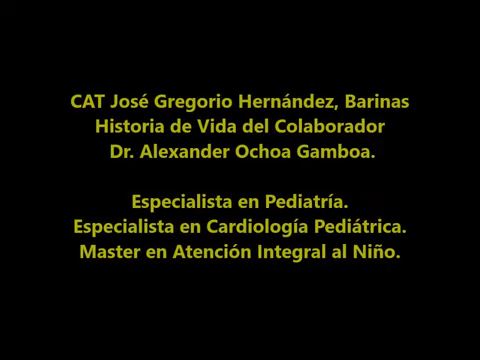 CAT José Gregorio Hernández, Barinas
Historia de Vida del Colaborador
Dr. Alexander Ochoa Gamboa.
Especialista en Pediatría.
Especialista en Cardiología Pediátrica.
Master en Atención Integral al Niño.